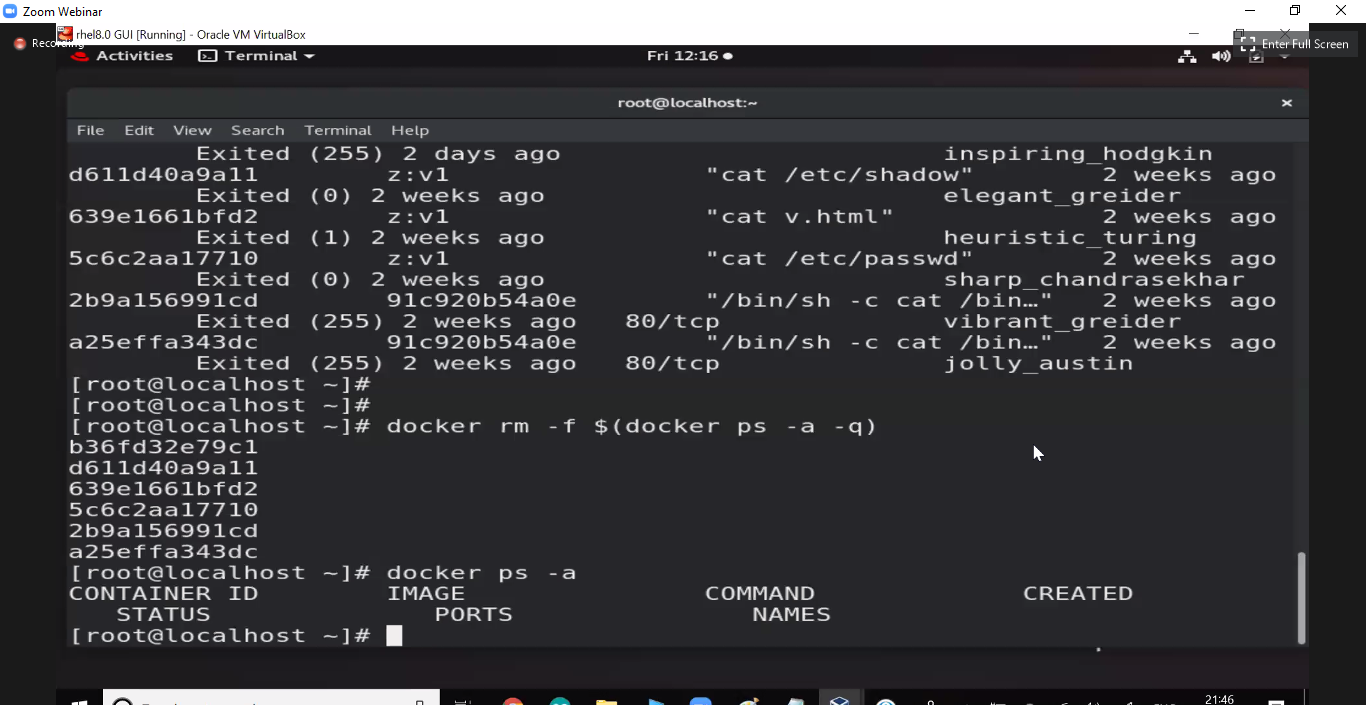 Zoom Webinar
rhel8.0 GUI [Running] - Oracle VM VirtualBox
Recording
Enter Full Screen
Activities Terminal Fri 12:16
root@localhost:~
File Edit View Search Terminal Help
Exited (255) 2 days ago inspiring_hodgkin
d611d40a9a11 z:v1 "cat /etc/shadow" 2 weeks ago
Exited (0) 2 weeks ago elegant_greider
639e1661bfd2 z:v1 "cat v.html" 2 weeks ago
Exited (1) 2 weeks ago heuristic_turing
5c6c2aa17710 z:v1 "cat /etc/passwd" 2 weeks ago
Exited (0) 2 weeks ago sharp_chandrasekhar
2b9a156991cd 91c920b54a0e "/bin/sh -c cat /bin…" 2 weeks ago
Exited (255) 2 weeks ago 80/tcp vibrant_greider
a25effa343dc 91c920b54a0e "/bin/sh -c cat /bin…" 2 weeks ago
Exited (255) 2 weeks ago 80/tcp jolly_austin
[root@localhost ~]#
[root@localhost ~]#
[root@localhost ~]# docker rm -f $(docker ps -a -q)
b36fd32e79c1
d611d40a9a11
639e1661bfd2
5c6c2aa17710
2b9a156991cd
a25effa343dc
[root@localhost ~]# docker ps -a
CONTAINER ID IMAGE COMMAND CREATED
STATUS PORTS NAMES
[root@localhost ~]#
21:46